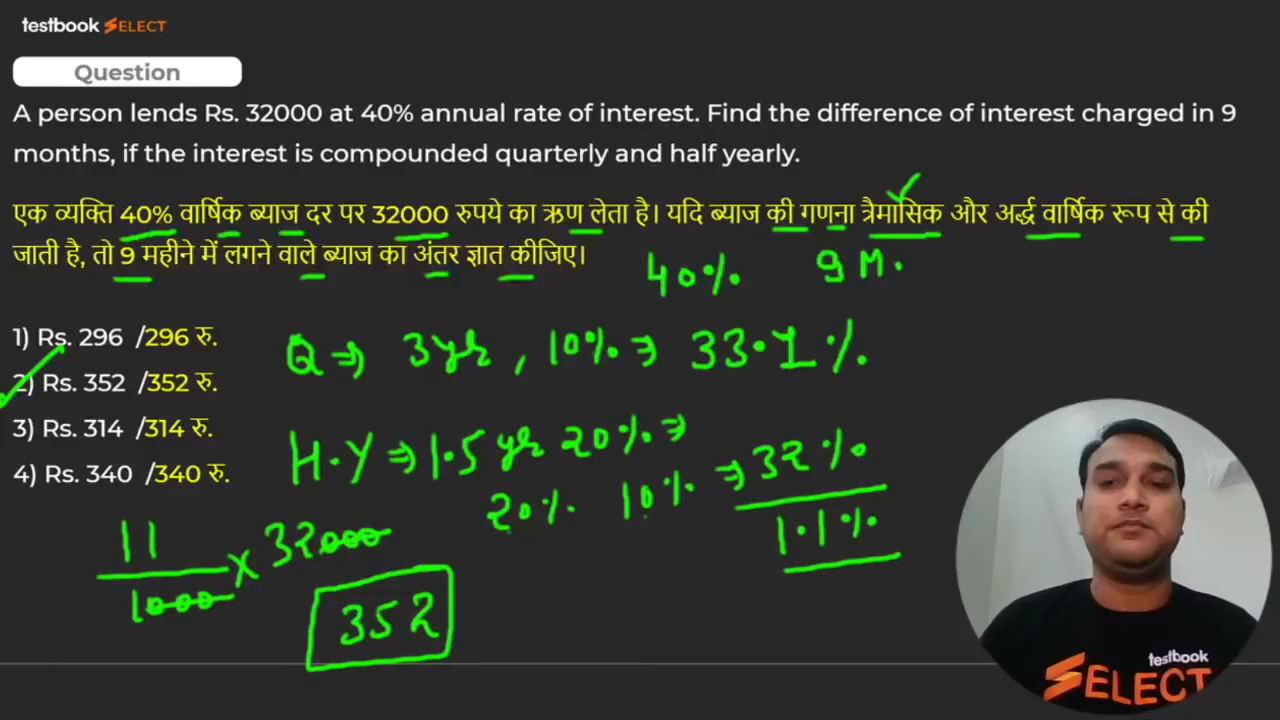 testbook SELECT
Question
A person lends Rs. 32000 at 40% annual rate of interest. Find the difference of interest charged in 9
months, if the interest is compounded quarterly and half yearly.
एक व्यक्ति 40% वार्षिक ब्याज दर पर 32000 रुपये का ऋण लेता है। यदि ब्याज की गणना त्रैमासिक और अर्द्ध वार्षिक रूप से की
जाती है, तो 9 महीने में लगने वाले ब्याज का अंतर ज्ञात कीजिए।
40% 9 M.
1) Rs. 296 /296 रु.
2) Rs. 352 /352 रु.
3) Rs. 314 /314 रु.
4) Rs. 340 /340 रु.
Q ⇒ 3yr, 10% ⇒ 33.1%
H.Y ⇒ 1.5 yr 20% ⇒
20% 10% ⇒ 32%
1.1%
11
1000 × 32000
352
testbook
SELECT